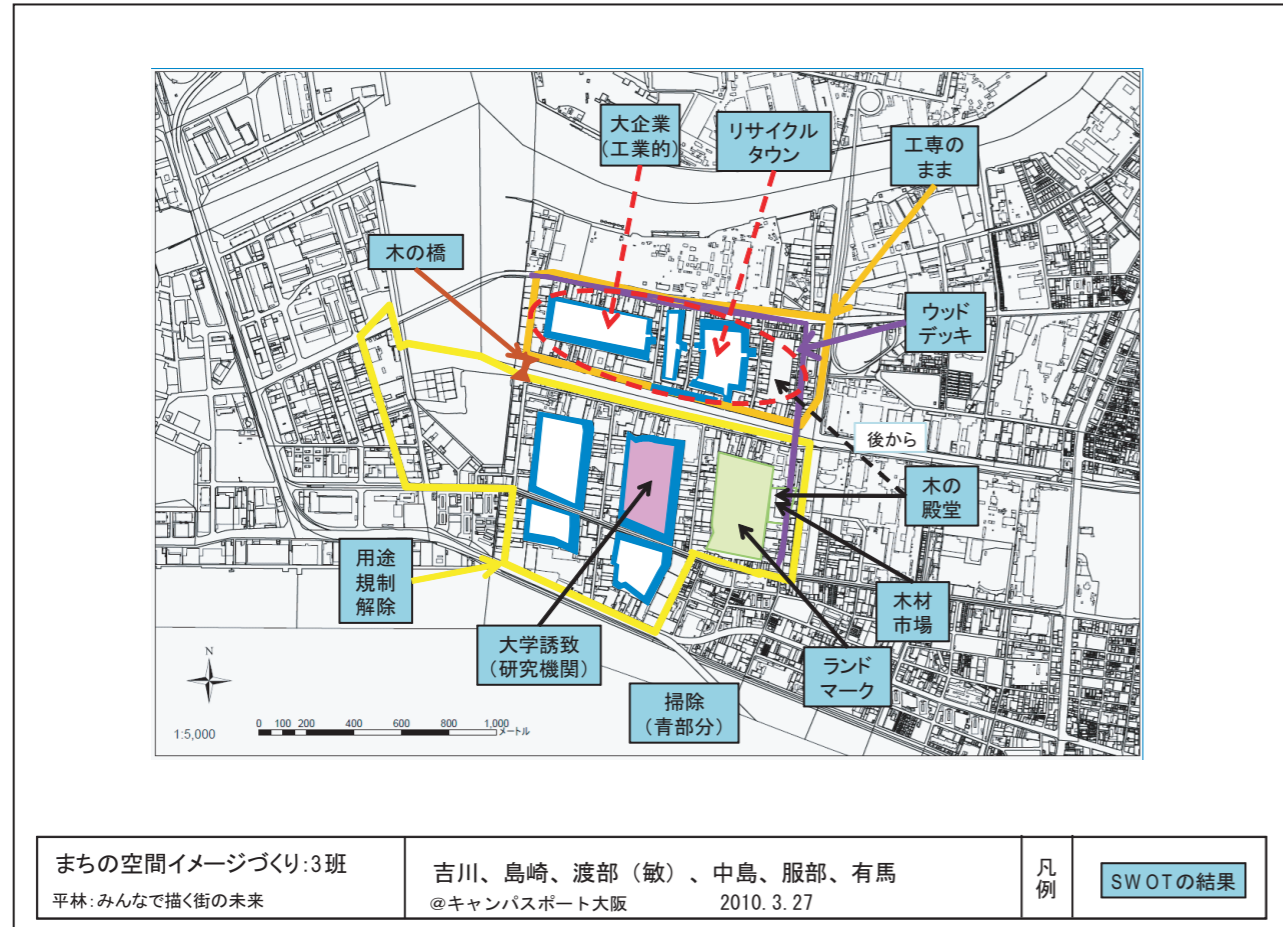 大企業
(工業的)
リサイクル
タウン
工専の
まま
木の橋
ウッド
デッキ
後から
木の
殿堂
用途
規制
解除
木材
市場
大学誘致
(研究機関)
ランド
マーク
掃除
(青部分)
N
1:5,000
0 100 200 400 600 800 1,000
メートル
まちの空間イメージづくり:3班
平林:みんなで描く街の未来
吉川、島崎、渡部(敏)、中島、服部、有馬
@キャンパスポート大阪 2010.3.27
凡例
SWOTの結果